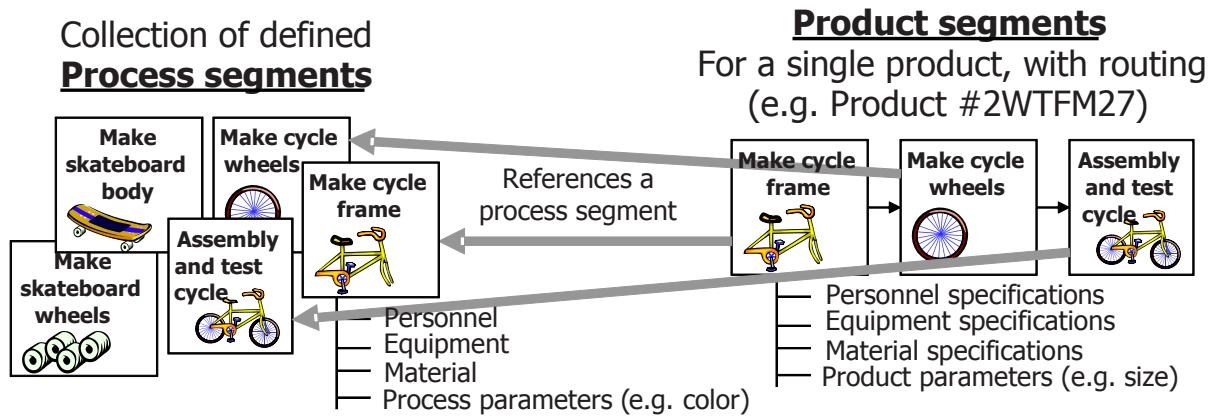 Collection of defined
Process segments
Make
skateboard
body
Make cycle
wheels
Make cycle
frame
Assembly
and test
cycle
Make
skateboard
wheels
Personnel
Equipment
Material
Process parameters (e.g. color)
References a
process segment
Product segments
For a single product, with routing
(e.g. Product #2WTFM27)
Make cycle
frame
Make cycle
wheels
Assembly
and test
cycle
Personnel specifications
Equipment specifications
Material specifications
Product parameters (e.g. size)